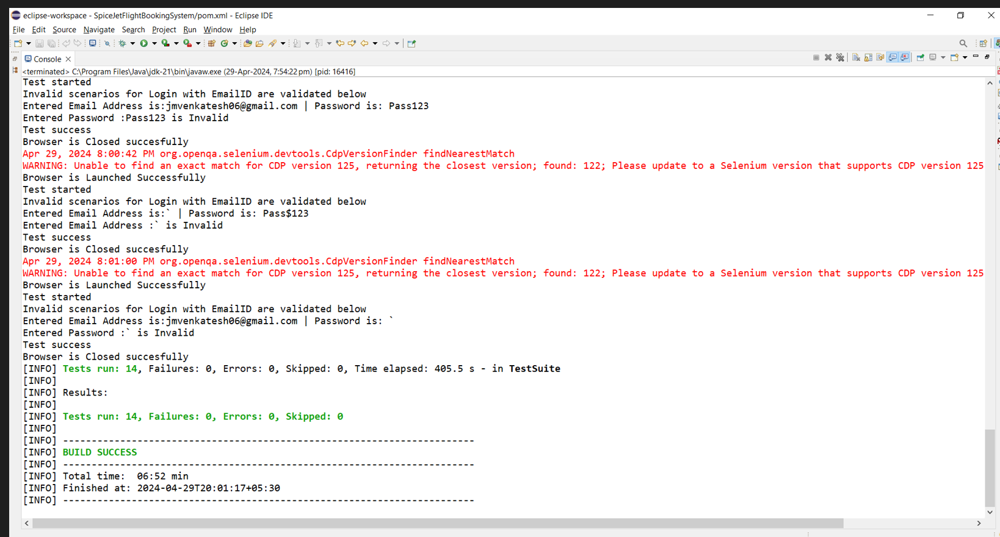 eclipse-workspace - SpiceJetFlightBookingSystem/pom.xml - Eclipse IDE
File Edit Source Navigate Search Project Run Window Help
Console
<terminated> C:\Program Files\Java\jdk-21\bin\javaw.exe (29-Apr-2024, 7:54:22 pm) [pid: 16416]
Test started
Invalid scenarios for Login with EmailID are validated below
Entered Email Address is:jmvenkatesh06@gmail.com | Password is: Pass123
Entered Password :Pass123 is Invalid
Test success
Browser is Closed succesfully
Apr 29, 2024 8:00:42 PM org.openqa.selenium.devtools.CdpVersionFinder findNearestMatch
WARNING: Unable to find an exact match for CDP version 125, returning the closest version; found: 122; Please update to a Selenium version that supports CDP version 125
Browser is Launched Successfully
Test started
Invalid scenarios for Login with EmailID are validated below
Entered Email Address is:` | Password is: Pass$123
Entered Email Address :` is Invalid
Test success
Browser is Closed succesfully
Apr 29, 2024 8:01:00 PM org.openqa.selenium.devtools.CdpVersionFinder findNearestMatch
WARNING: Unable to find an exact match for CDP version 125, returning the closest version; found: 122; Please update to a Selenium version that supports CDP version 125
Browser is Launched Successfully
Test started
Invalid scenarios for Login with EmailID are validated below
Entered Email Address is:jmvenkatesh06@gmail.com | Password is: `
Entered Password :` is Invalid
Test success
Browser is Closed succesfully
[INFO] Tests run: 14, Failures: 0, Errors: 0, Skipped: 0, Time elapsed: 405.5 s - in TestSuite
[INFO]
[INFO] Results:
[INFO]
[INFO] Tests run: 14, Failures: 0, Errors: 0, Skipped: 0
[INFO]
[INFO] ------------------------------------------------------------------------
[INFO] BUILD SUCCESS
[INFO] ------------------------------------------------------------------------
[INFO] Total time:  06:52 min
[INFO] Finished at: 2024-04-29T20:01:17+05:30
[INFO] ------------------------------------------------------------------------